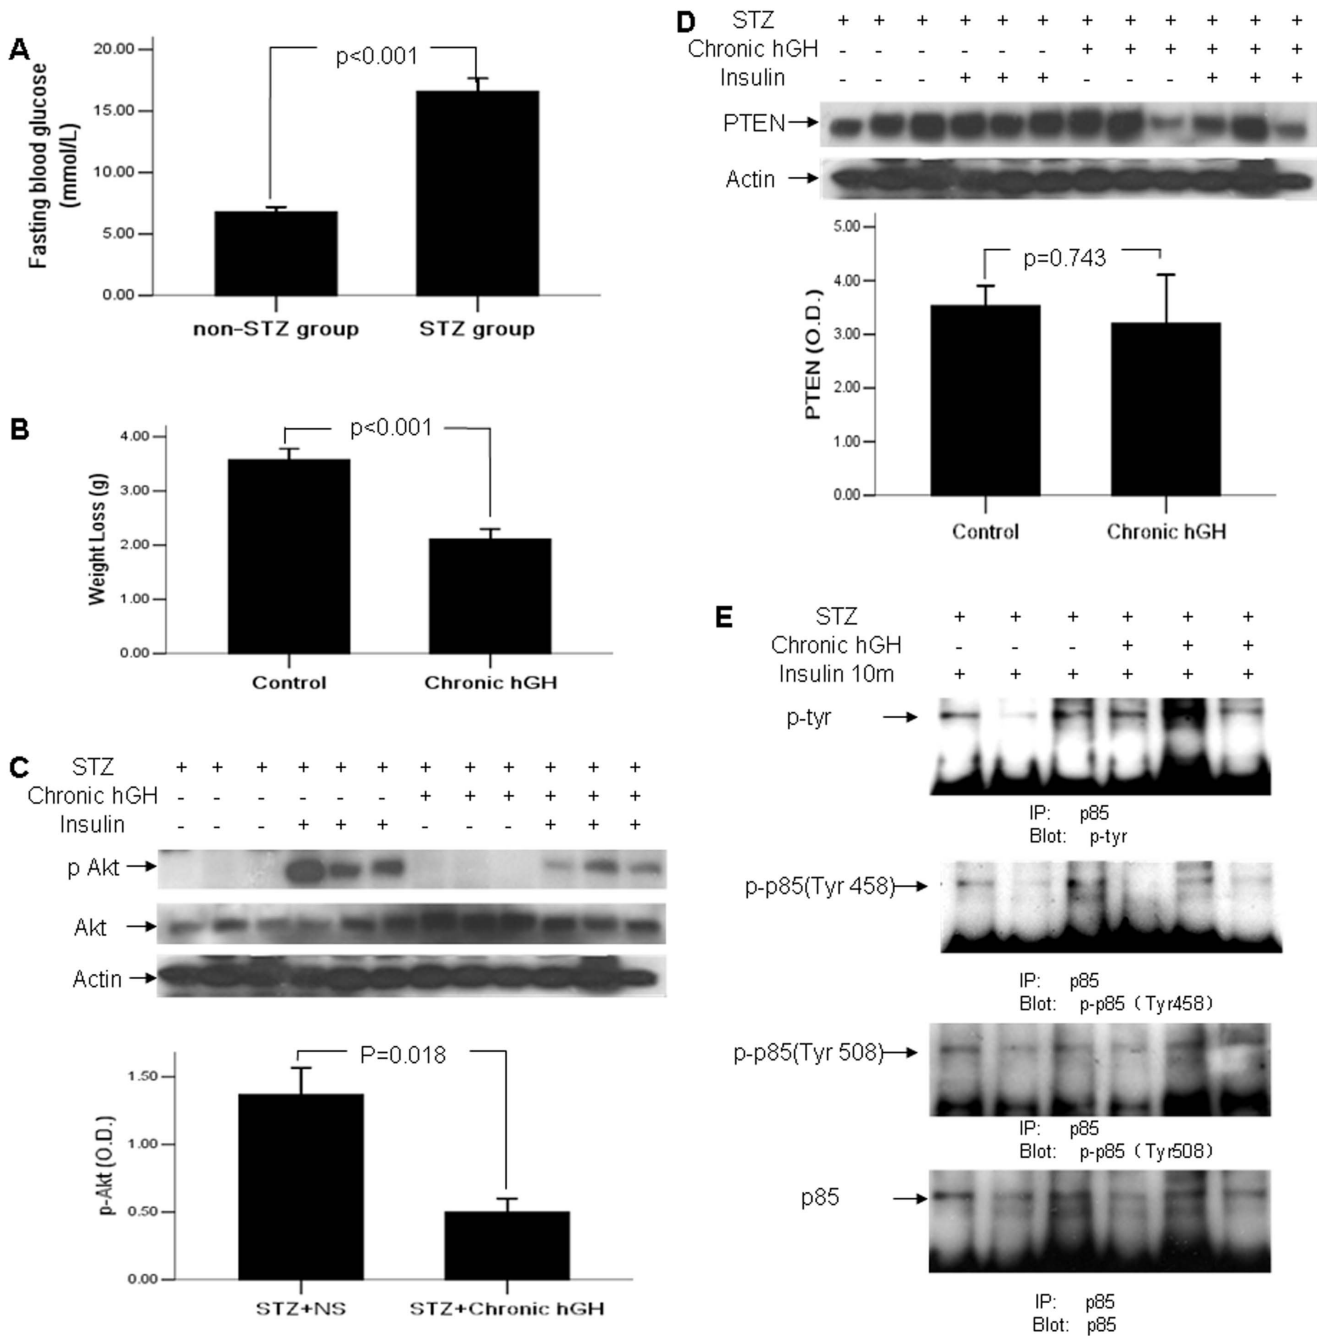 A
20.00
p<0.001
15.00
10.00
5.00
0.00
Fasting blood glucose
(mmol/L)
non-STZ group STZ group
B
4.00
p<0.001
3.00
2.00
1.00
0.00
Weight Loss (g)
Control Chronic hGH
C STZ + + + + + + + + + + + +
Chronic hGH - - - - - - + + + + + +
Insulin - - - + + + - - - + + +
p Akt
Akt
Actin
P=0.018
1.50
1.00
0.50
0.00
p-Akt (O.D.)
STZ+NS STZ+Chronic hGH
D STZ + + + + + + + + + + + +
Chronic hGH - - - - - - + + + + + +
Insulin - - - + + + - - - + + +
PTEN
Actin
5.00
p=0.743
4.00
3.00
2.00
1.00
0.00
PTEN (O.D.)
Control Chronic hGH
E STZ + + + + + +
Chronic hGH - - - + + +
Insulin 10m + + + + + +
p-tyr
IP: p85
Blot: p-tyr
p-p85(Tyr 458)
IP: p85
Blot: p-p85 (Tyr458)
p-p85(Tyr 508)
IP: p85
Blot: p-p85 (Tyr508)
p85
IP: p85
Blot: p85